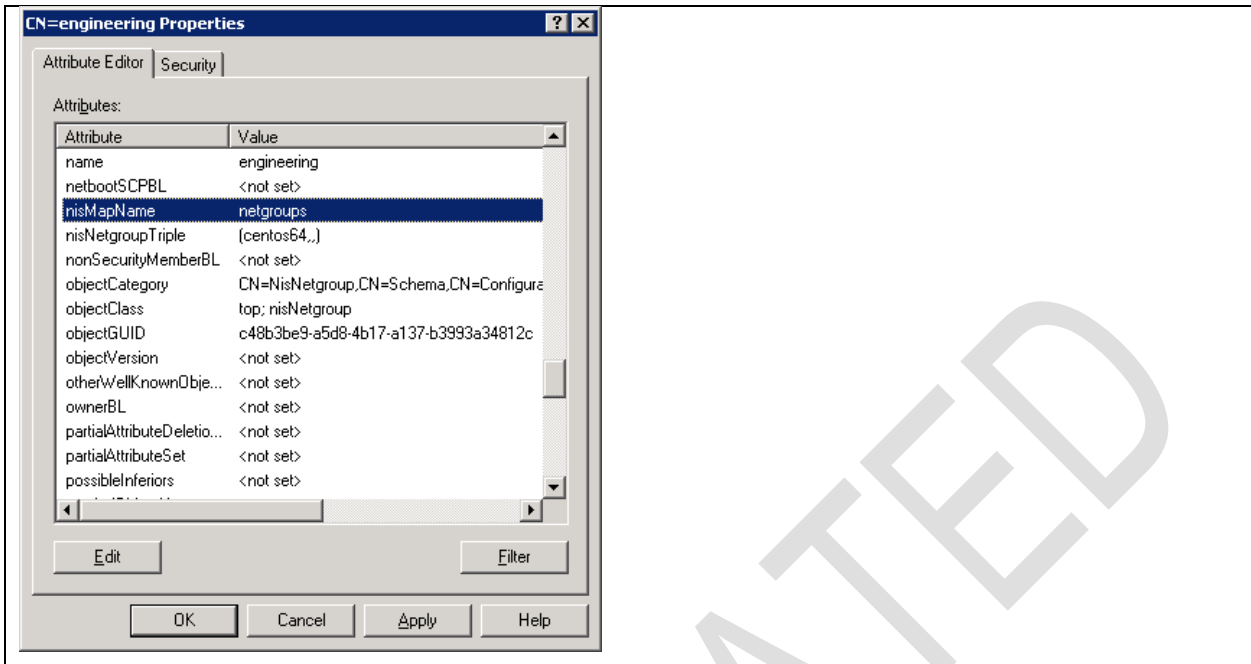 CN=engineering Properties
Attribute Editor Security
Attributes:
Attribute Value
name engineering
netbootSCPBL <not set>
nisMapName netgroups
nisNetgroupTriple (centos64,,)
nonSecurityMemberBL <not set>
objectCategory CN=NisNetgroup,CN=Schema,CN=Configura
objectClass top; nisNetgroup
objectGUID c48b3be9-a5d8-4b17-a137-b3993a34812c
objectVersion <not set>
otherWellKnownObje... <not set>
ownerBL <not set>
partialAttributeDeletio... <not set>
partialAttributeSet <not set>
possibleInferiors <not set>
Edit Filter
OK Cancel Apply Help
ATED